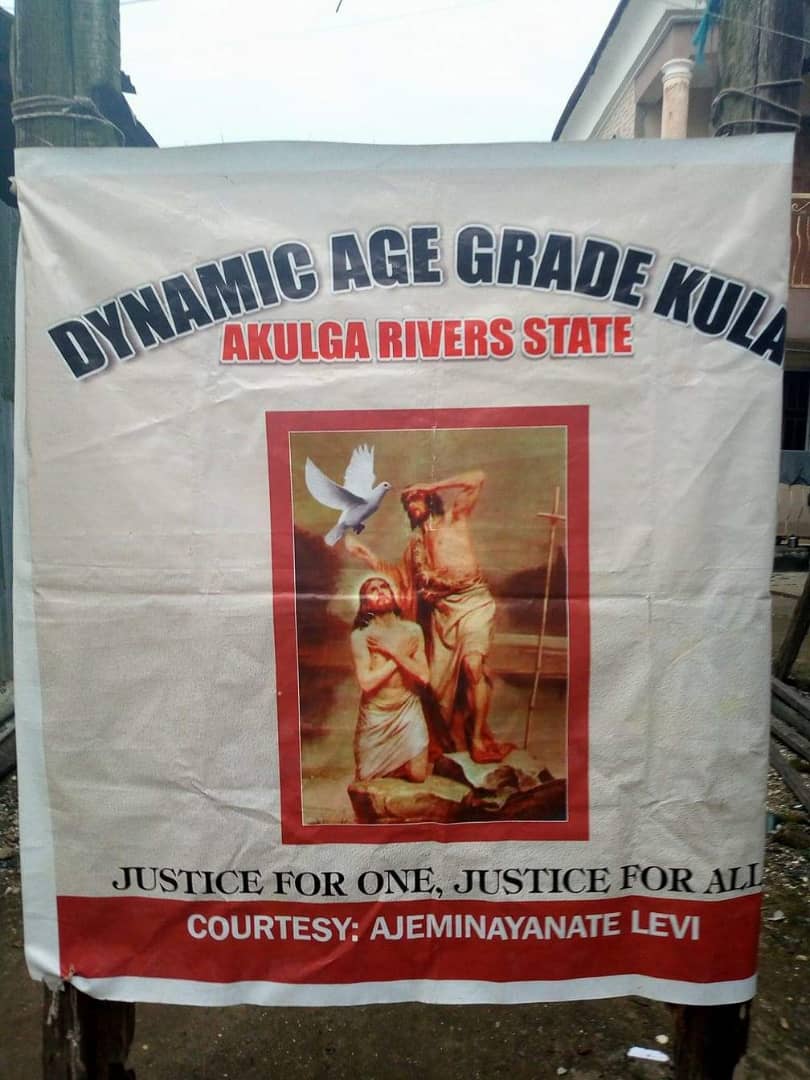 DYNAMIC AGE GRADE KULA
AKULGA RIVERS STATE
JUSTICE FOR ONE, JUSTICE FOR ALL
COURTESY: AJEMINAYANATE LEVI